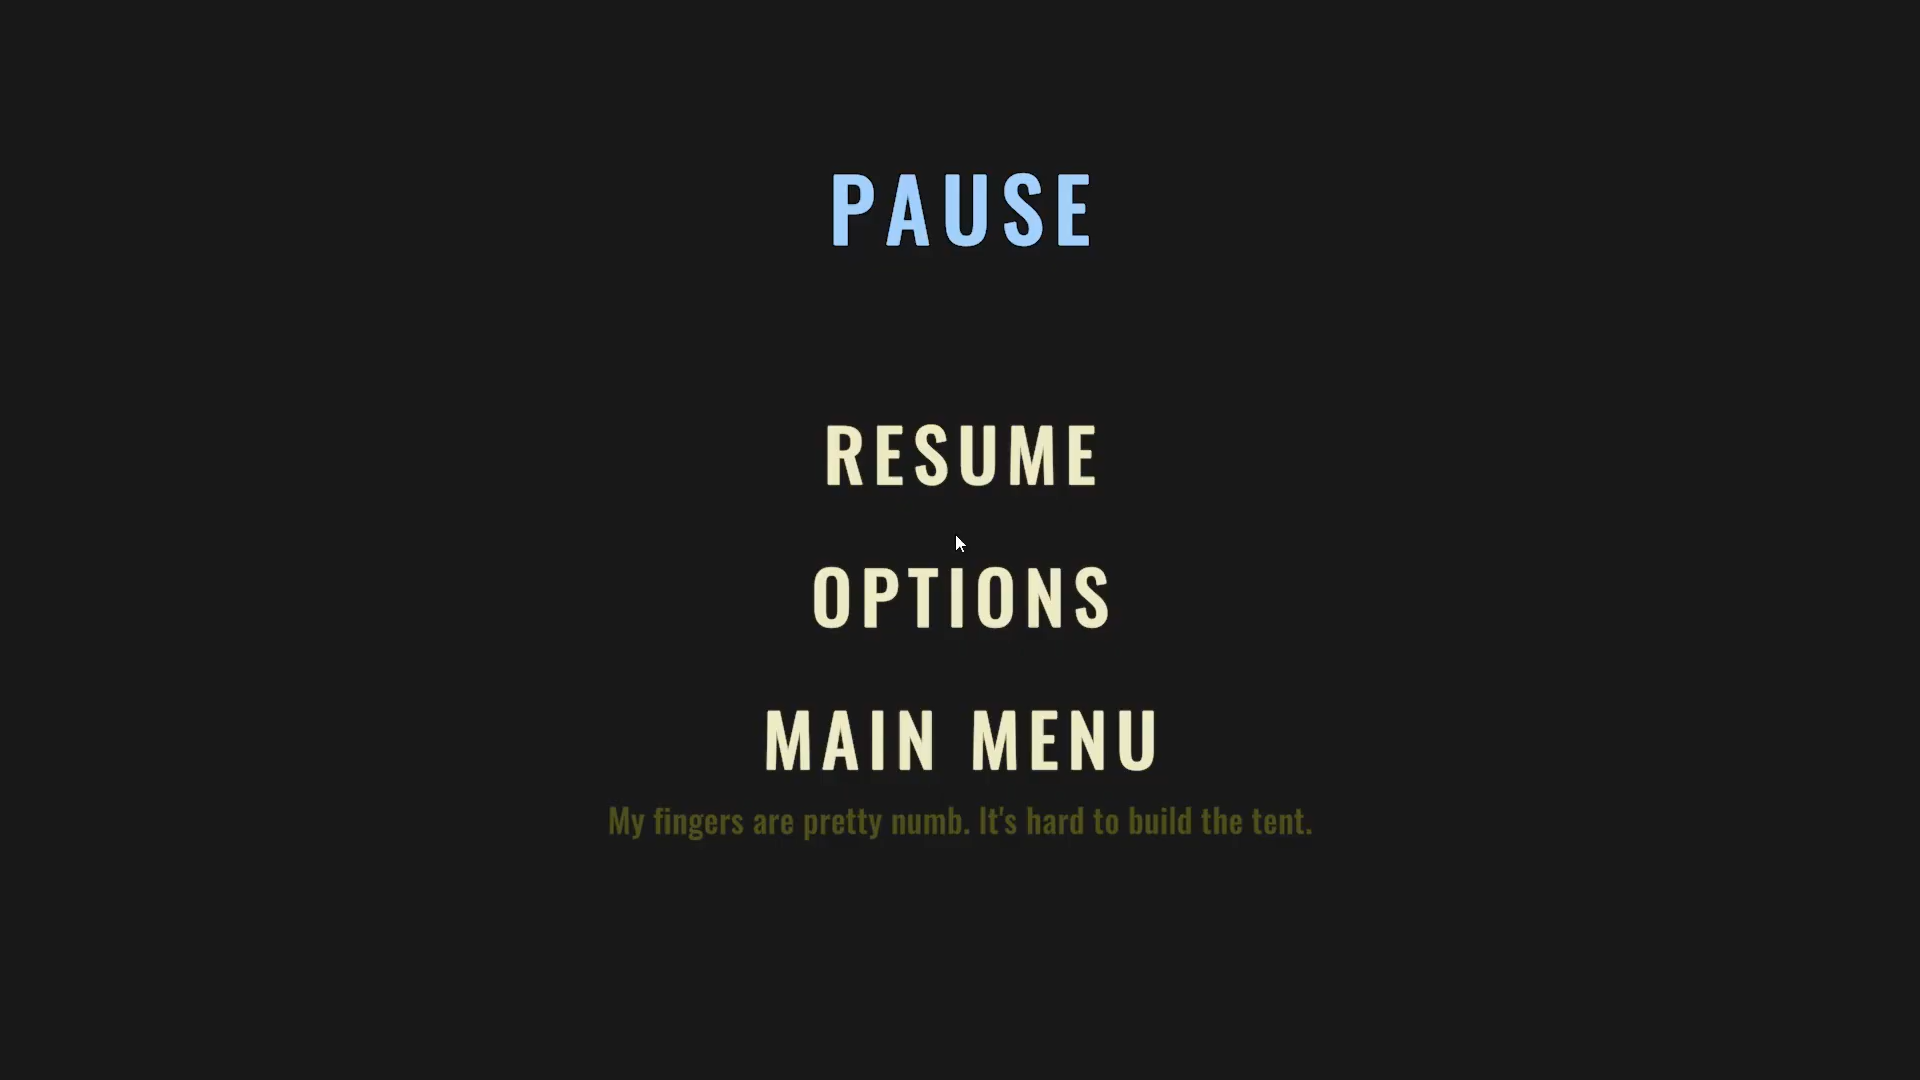 PAUSE
RESUME
OPTIONS
MAIN MENU
My fingers are pretty numb. It's hard to build the tent.